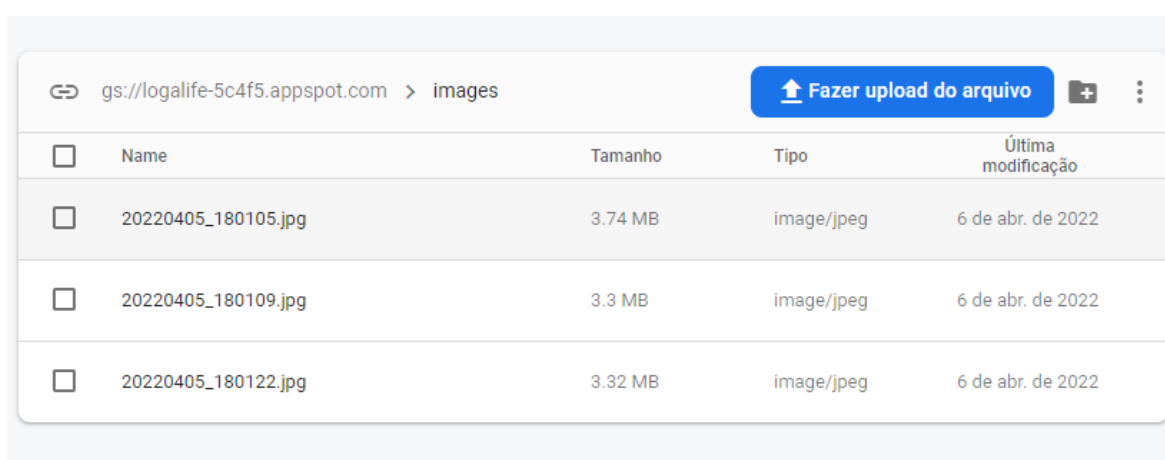 gs://logalife-5c4f5.appspot.com > images Fazer upload do arquivo
Name Tamanho Tipo Última modificação
20220405_180105.jpg 3.74 MB image/jpeg 6 de abr. de 2022
20220405_180109.jpg 3.3 MB image/jpeg 6 de abr. de 2022
20220405_180122.jpg 3.32 MB image/jpeg 6 de abr. de 2022